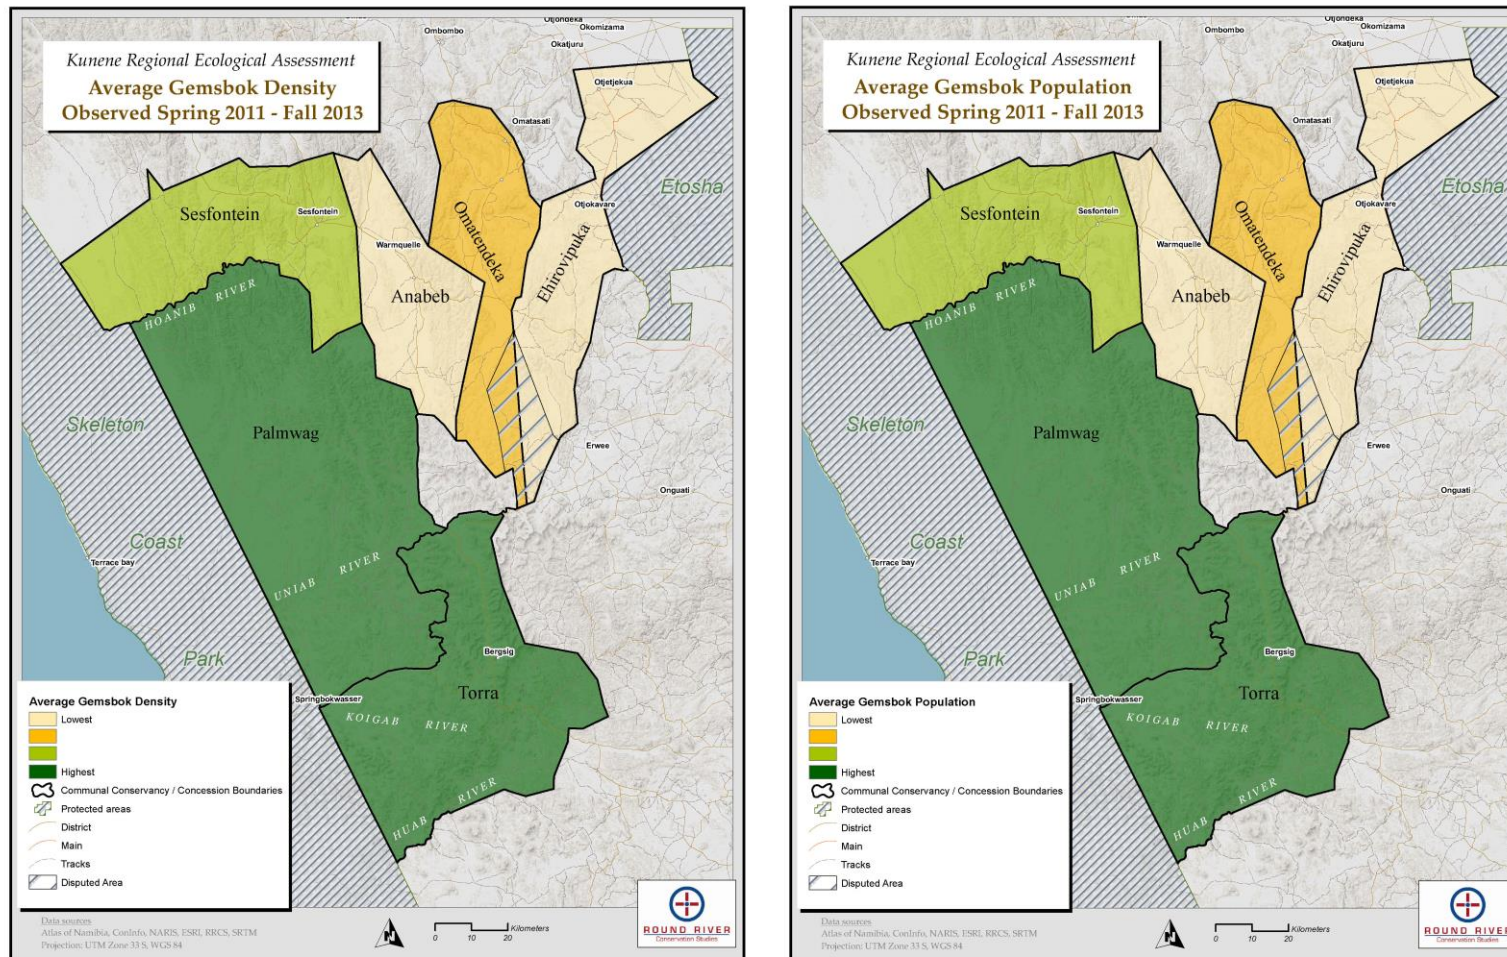 Kunene Regional Ecological Assessment
Average Gemsbok Density
Observed Spring 2011 - Fall 2013
Ombombo
Otjondeka
Okomizama
Okatjuru
Otjetjekua
Omatasati
Etosha
Otjokavare
Sesfontein
Sesfontein
Warmquelle
Omatendeka
Ehirovipuka
Anabeb
HOANIB RIVER
Skeleton
Palmwag
Erwee
Onguati
Coast
Terrace bay
UNIAB RIVER
Park
Bergsig
Torra
Springbokwasser
KOIGAB RIVER
HUAB RIVER
Average Gemsbok Density
Lowest
Highest
Communal Conservancy / Concession Boundaries
Protected areas
District
Main
Tracks
Disputed Area
Data sources
Atlas of Namibia, ConInfo, NARIS, ESRI, RRCS, SRTM
Projection: UTM Zone 33 S, WGS 84
N
Kilometers
0 10 20
ROUND RIVER
Conservation Studies
Kunene Regional Ecological Assessment
Average Gemsbok Population
Observed Spring 2011 - Fall 2013
Ombombo
Otjondeka
Okomizama
Okatjuru
Otjetjekua
Omatasati
Etosha
Otjokavare
Sesfontein
Sesfontein
Warmquelle
Omatendeka
Ehirovipuka
Anabeb
HOANIB RIVER
Skeleton
Palmwag
Erwee
Onguati
Coast
Terrace bay
UNIAB RIVER
Park
Bergsig
Torra
Springbokwasser
KOIGAB RIVER
HUAB RIVER
Average Gemsbok Population
Lowest
Highest
Communal Conservancy / Concession Boundaries
Protected areas
District
Main
Tracks
Disputed Area
Data sources
Atlas of Namibia, ConInfo, NARIS, ESRI, RRCS, SRTM
Projection: UTM Zone 33 S, WGS 84
N
Kilometers
0 10 20
ROUND RIVER
Conservation Studies